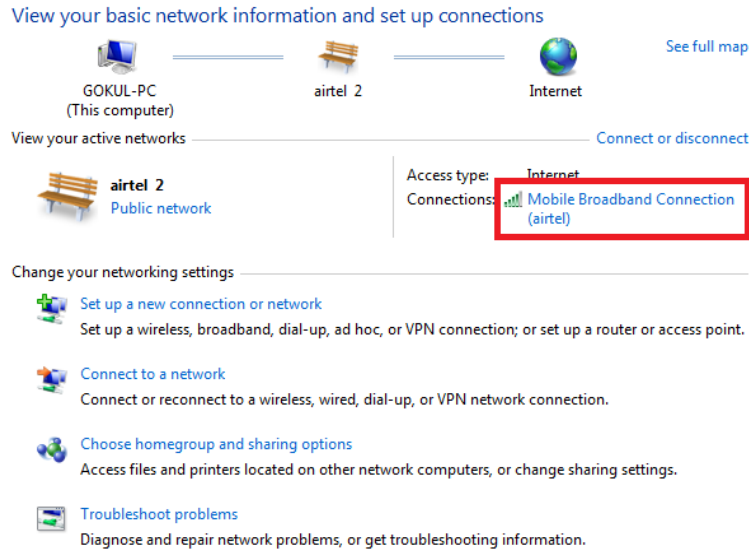 View your basic network information and set up connections
See full map
GOKUL-PC
(This computer)
airtel 2
Internet
View your active networks
Connect or disconnect
airtel 2
Public network
Access type: Internet
Connections: Mobile Broadband Connection
(airtel)
Change your networking settings
Set up a new connection or network
Set up a wireless, broadband, dial-up, ad hoc, or VPN connection; or set up a router or access point.
Connect to a network
Connect or reconnect to a wireless, wired, dial-up, or VPN network connection.
Choose homegroup and sharing options
Access files and printers located on other network computers, or change sharing settings.
Troubleshoot problems
Diagnose and repair network problems, or get troubleshooting information.